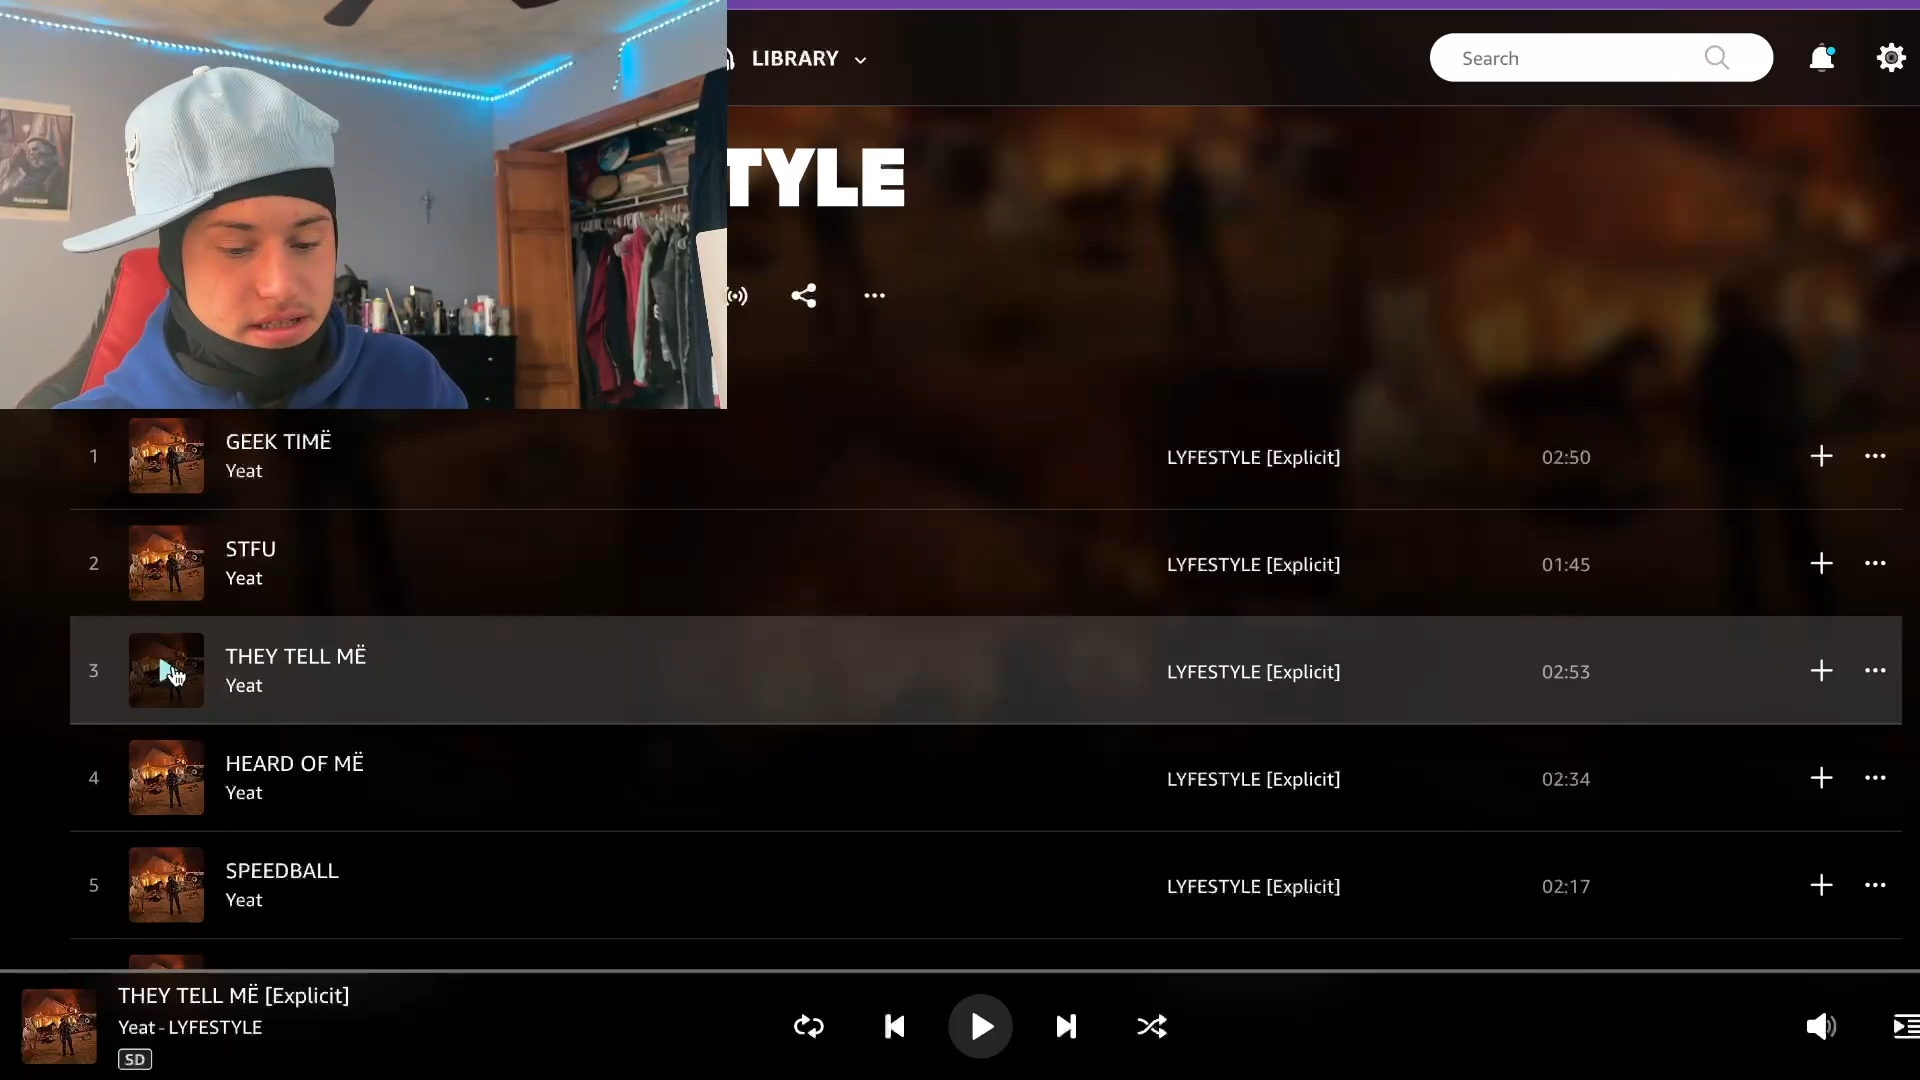 LIBRARY
Search
TYLE
HALLOWEEN
1
GEEK TIMË
Yeat
LYFESTYLE [Explicit]
02:50
2
STFU
Yeat
LYFESTYLE [Explicit]
01:45
3
THEY TELL MË
Yeat
LYFESTYLE [Explicit]
02:53
4
HEARD OF MË
Yeat
LYFESTYLE [Explicit]
02:34
5
SPEEDBALL
Yeat
LYFESTYLE [Explicit]
02:17
THEY TELL MË [Explicit]
Yeat - LYFESTYLE
SD